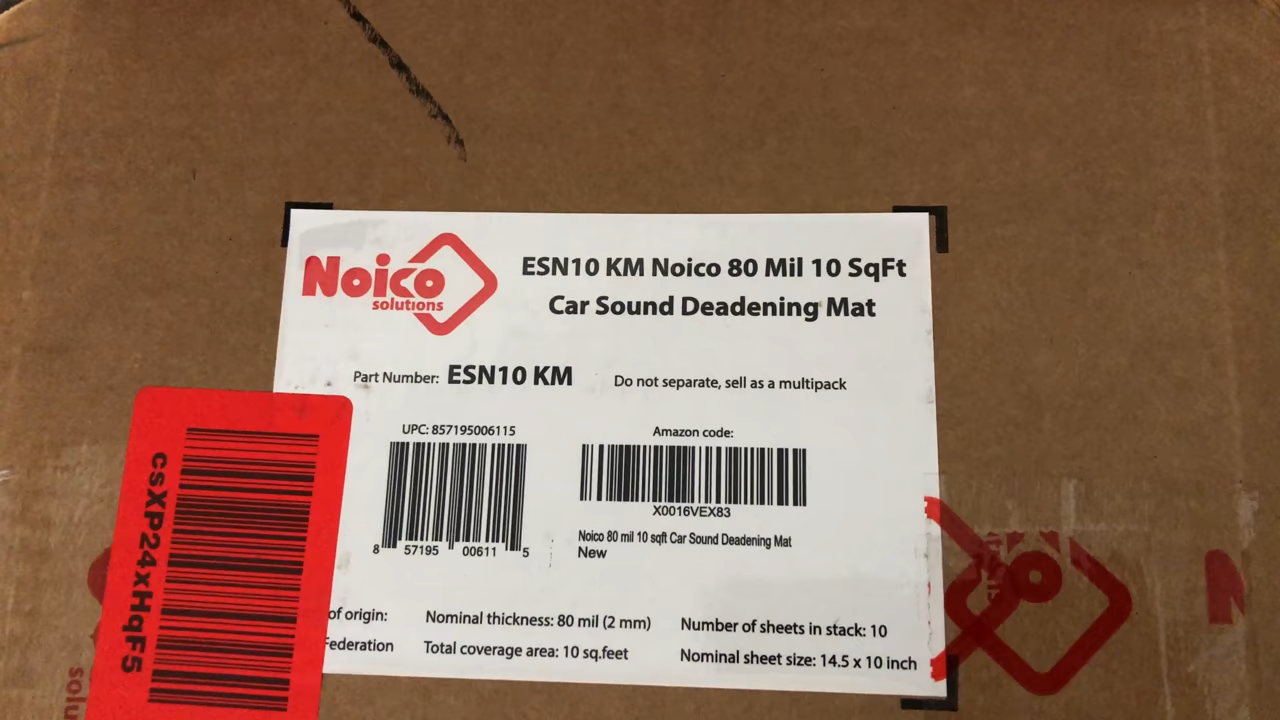 Noico
solutions
ESN10 KM Noico 80 Mil 10 SqFt
Car Sound Deadening Mat
Part Number: ESN10 KM
Do not separate, sell as a multipack
UPC: 857195006115
8 57195 00611 5
Amazon code:
X0016VEX83
Noico 80 mil 10 sqft Car Sound Deadening Mat
New
of origin:
Federation
Nominal thickness: 80 mil (2 mm)
Total coverage area: 10 sq.feet
Number of sheets in stack: 10
Nominal sheet size: 14.5 x 10 inch
csXP24xHqF5
solu
N